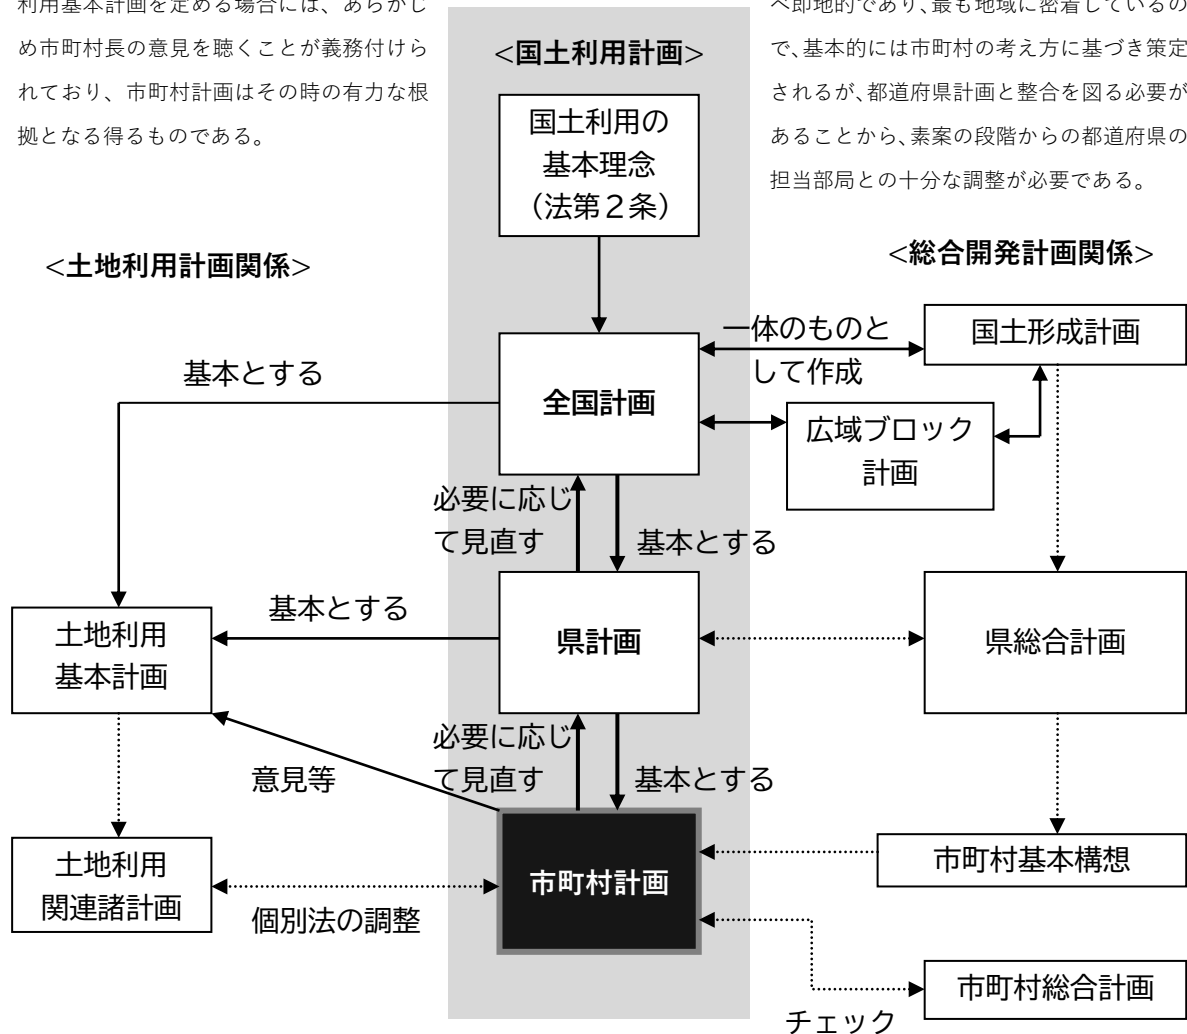 利用基本計画を定める場合には、あらかじ
め市町村長の意見を聴くことが義務付けら
れており、市町村計画はその時の有力な根
拠となる得るものである。
べ即地的であり、最も地域に密着しているの
で、基本的には市町村の考え方に基づき策定
されるが、都道府県計画と整合を図る必要が
あることから、素案の段階からの都道府県の
担当部局との十分な調整が必要である。
<国土利用計画>
国土利用の
基本理念
（法第２条）
<土地利用計画関係>
<総合開発計画関係>
一体のものと
して作成
国土形成計画
基本とする
全国計画
広域ブロック
計画
必要に応じ
て見直す
基本とする
基本とする
土地利用
基本計画
県計画
県総合計画
必要に応じ
て見直す
基本とする
意見等
土地利用
関連諸計画
市町村計画
市町村基本構想
個別法の調整
市町村総合計画
チェック